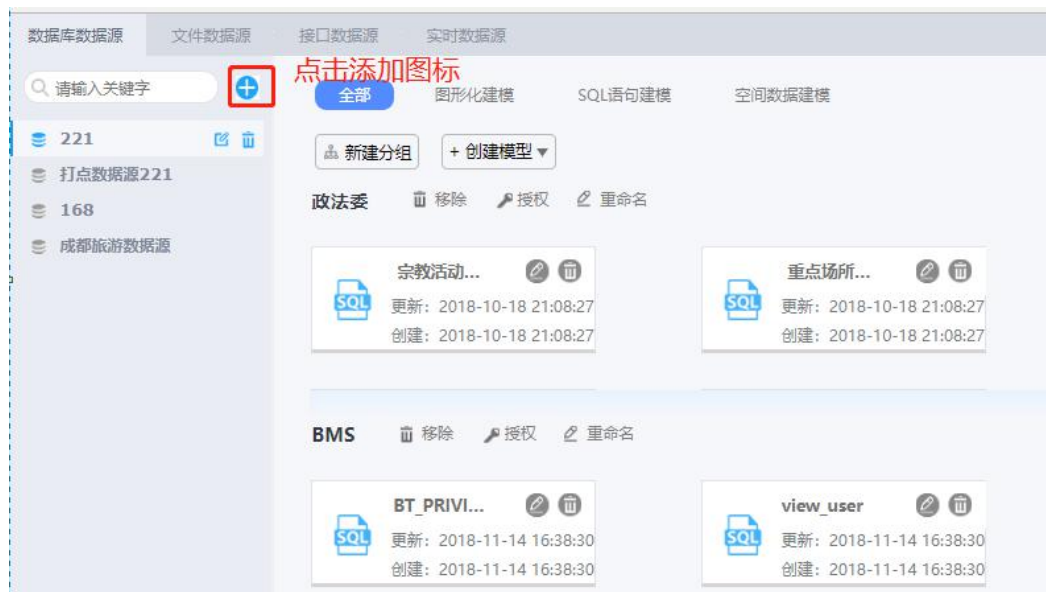 数据库数据源 文件数据源 接口数据源 实时数据源
请输入关键字
点击添加图标
全部 图形化建模 SQL语句建模 空间数据建模
221
新建分组 + 创建模型
打点数据源221
政法委 移除 授权 重命名
168
成都旅游数据源
宗教活动... 重点场所...
SQL 更新：2018-10-18 21:08:27 SQL 更新：2018-10-18 21:08:27
创建：2018-10-18 21:08:27 创建：2018-10-18 21:08:27
BMS 移除 授权 重命名
BT_PRIVI... view_user
SQL 更新：2018-11-14 16:38:30 SQL 更新：2018-11-14 16:38:30
创建：2018-11-14 16:38:30 创建：2018-11-14 16:38:30